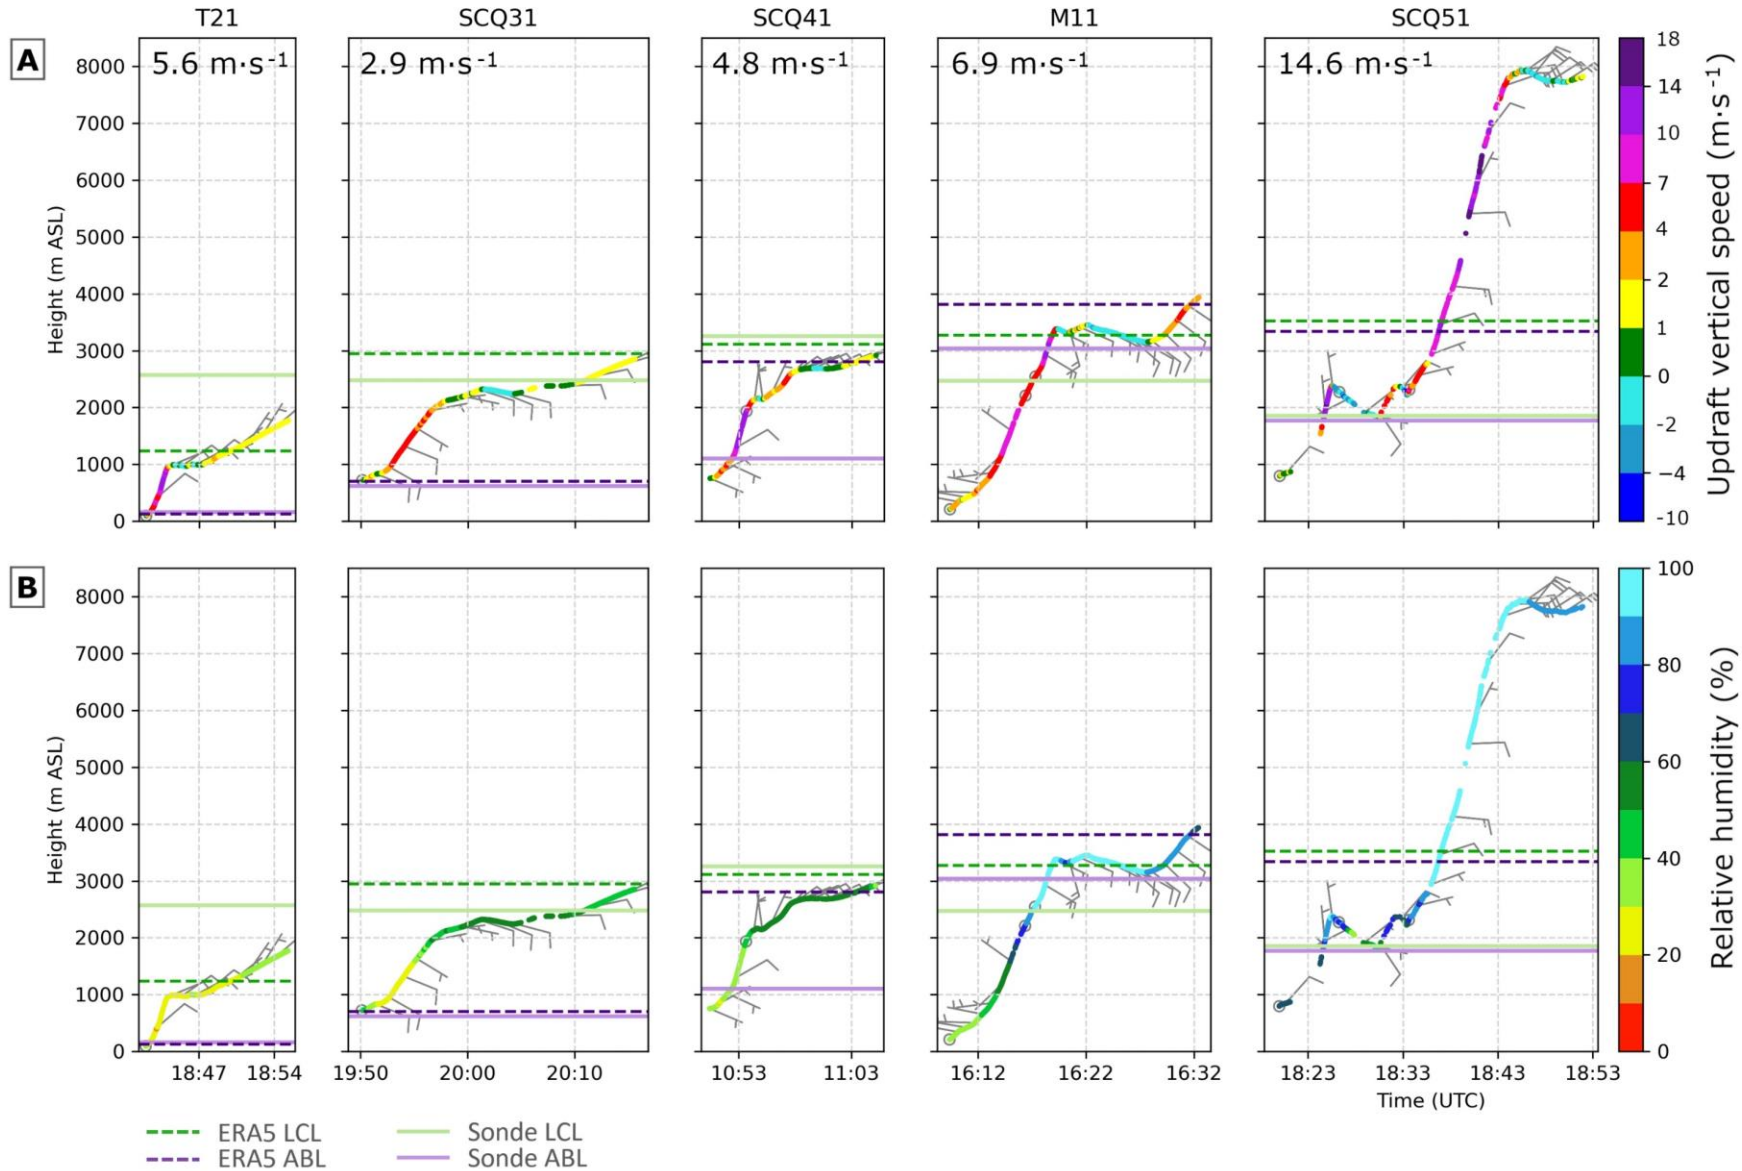 T21 SCQ31 SCQ41 M11 SCQ51
A
5.6 m·s⁻¹ 2.9 m·s⁻¹ 4.8 m·s⁻¹ 6.9 m·s⁻¹ 14.6 m·s⁻¹
8000
7000
6000
5000
4000
3000
2000
1000
0
Height (m ASL)
18
14
10
7
4
2
1
0
-2
−4
-10
Updraft vertical speed (m·s⁻¹)
B
8000
7000
6000
5000
4000
3000
2000
1000
0
Height (m ASL)
100
80
60
40
20
0
Relative humidity (%)
18:47 18:54 19:50 20:00 20:10 10:53 11:03 16:12 16:22 16:32 18:23 18:33 18:43 18:53
Time (UTC)
ERA5 LCL Sonde LCL
ERA5 ABL Sonde ABL